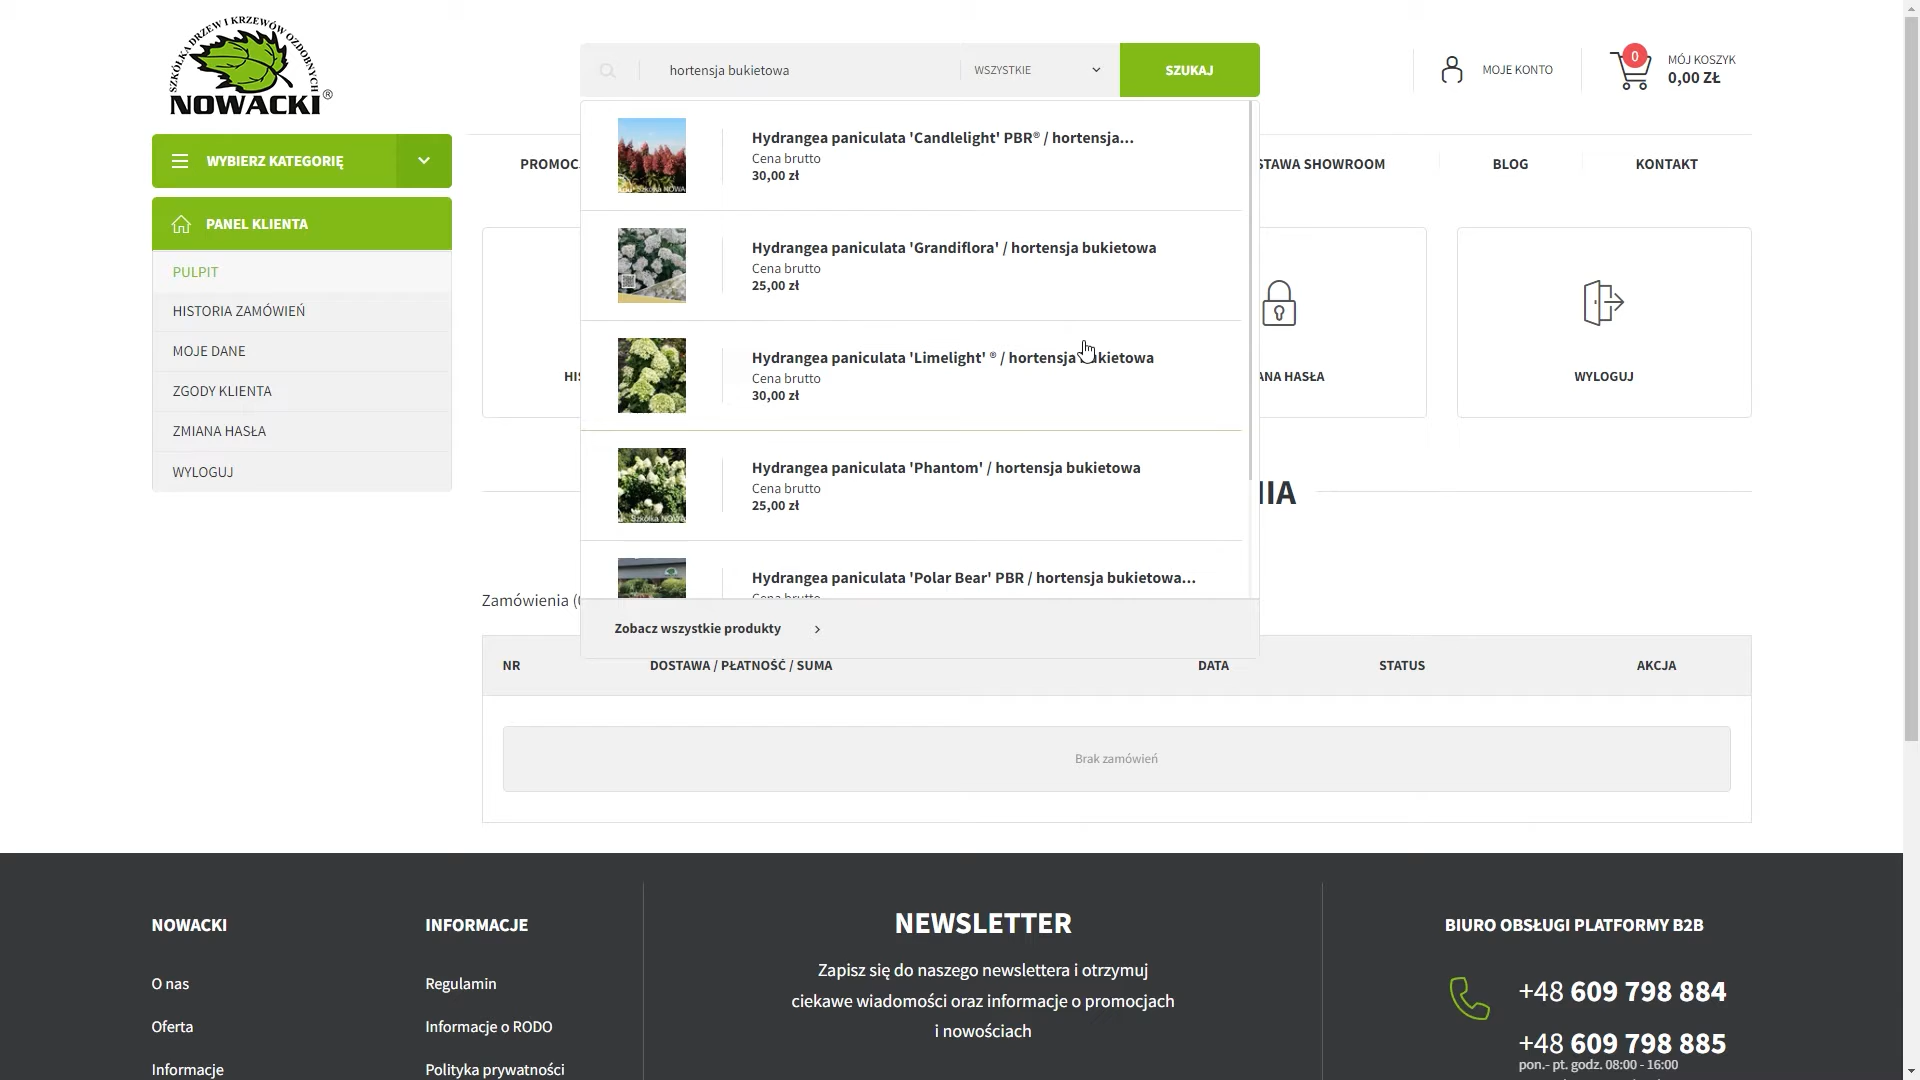 SZKÓŁKA DRZEW I KRZEWÓW OZDOBNYCH
NOWACKI®
hortensja bukietowa
WSZYSTKIE
SZUKAJ
MOJE KONTO
0
MÓJ KOSZYK
0,00 ZŁ
WYBIERZ KATEGORIĘ
PROMOC
STAWA SHOWROOM
BLOG
KONTAKT
PANEL KLIENTA
PULPIT
HISTORIA ZAMÓWIEŃ
MOJE DANE
ZGODY KLIENTA
ZMIANA HASŁA
WYLOGUJ
Hydrangea paniculata 'Candlelight' PBR® / hortensja...
Cena brutto
30,00 zł
Hydrangea paniculata 'Grandiflora' / hortensja bukietowa
Cena brutto
25,00 zł
Hydrangea paniculata 'Limelight' ® / hortensja bukietowa
Cena brutto
30,00 zł
Hydrangea paniculata 'Phantom' / hortensja bukietowa
Cena brutto
25,00 zł
Hydrangea paniculata 'Polar Bear' PBR / hortensja bukietowa...
Cena brutto
Zobacz wszystkie produkty
HIS
ANA HASŁA
WYLOGUJ
NIA
Zamówienia (0
NR
DOSTAWA / PŁATNOŚĆ / SUMA
DATA
STATUS
AKCJA
Brak zamówień
NOWACKI
O nas
Oferta
Informacje
INFORMACJE
Regulamin
Informacje o RODO
Polityka prywatności
NEWSLETTER
Zapisz się do naszego newslettera i otrzymuj
ciekawe wiadomości oraz informacje o promocjach
i nowościach
BIURO OBSŁUGI PLATFORMY B2B
+48 609 798 884
+48 609 798 885
pon.- pt. godz. 08:00 - 16:00